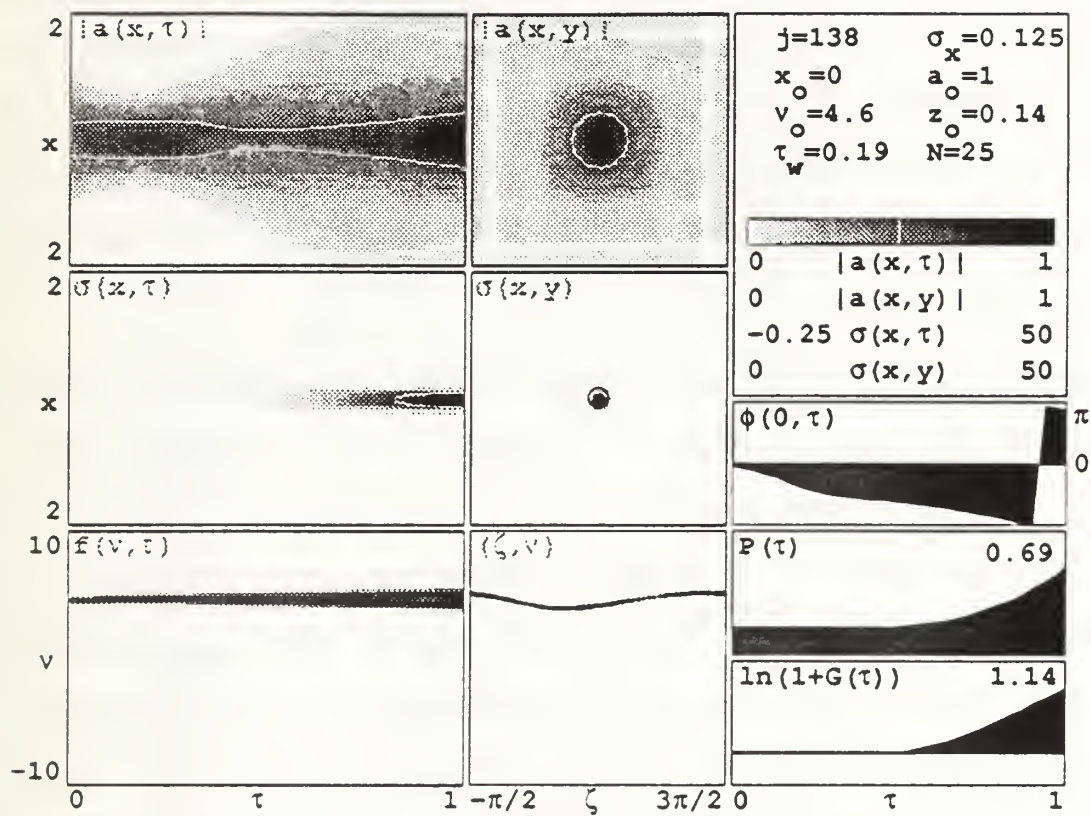 2 |a(x,τ)|
x
2
|a(x,y)|
j=138 σx=0.125
xo=0 ao=1
vo=4.6 zo=0.14
τw=0.19 N=25
0 |a(x,τ)| 1
0 |a(x,y)| 1
-0.25 σ(x,τ) 50
0 σ(x,y) 50
2 σ(x,τ)
x
2
σ(x,y)
ϕ(0,τ) π
0
10 f(v,τ)
v
-10
0 τ 1
(ζ,v)
-π/2 ζ 3π/2
P(τ) 0.69
ln(1+G(τ)) 1.14
0 τ 1